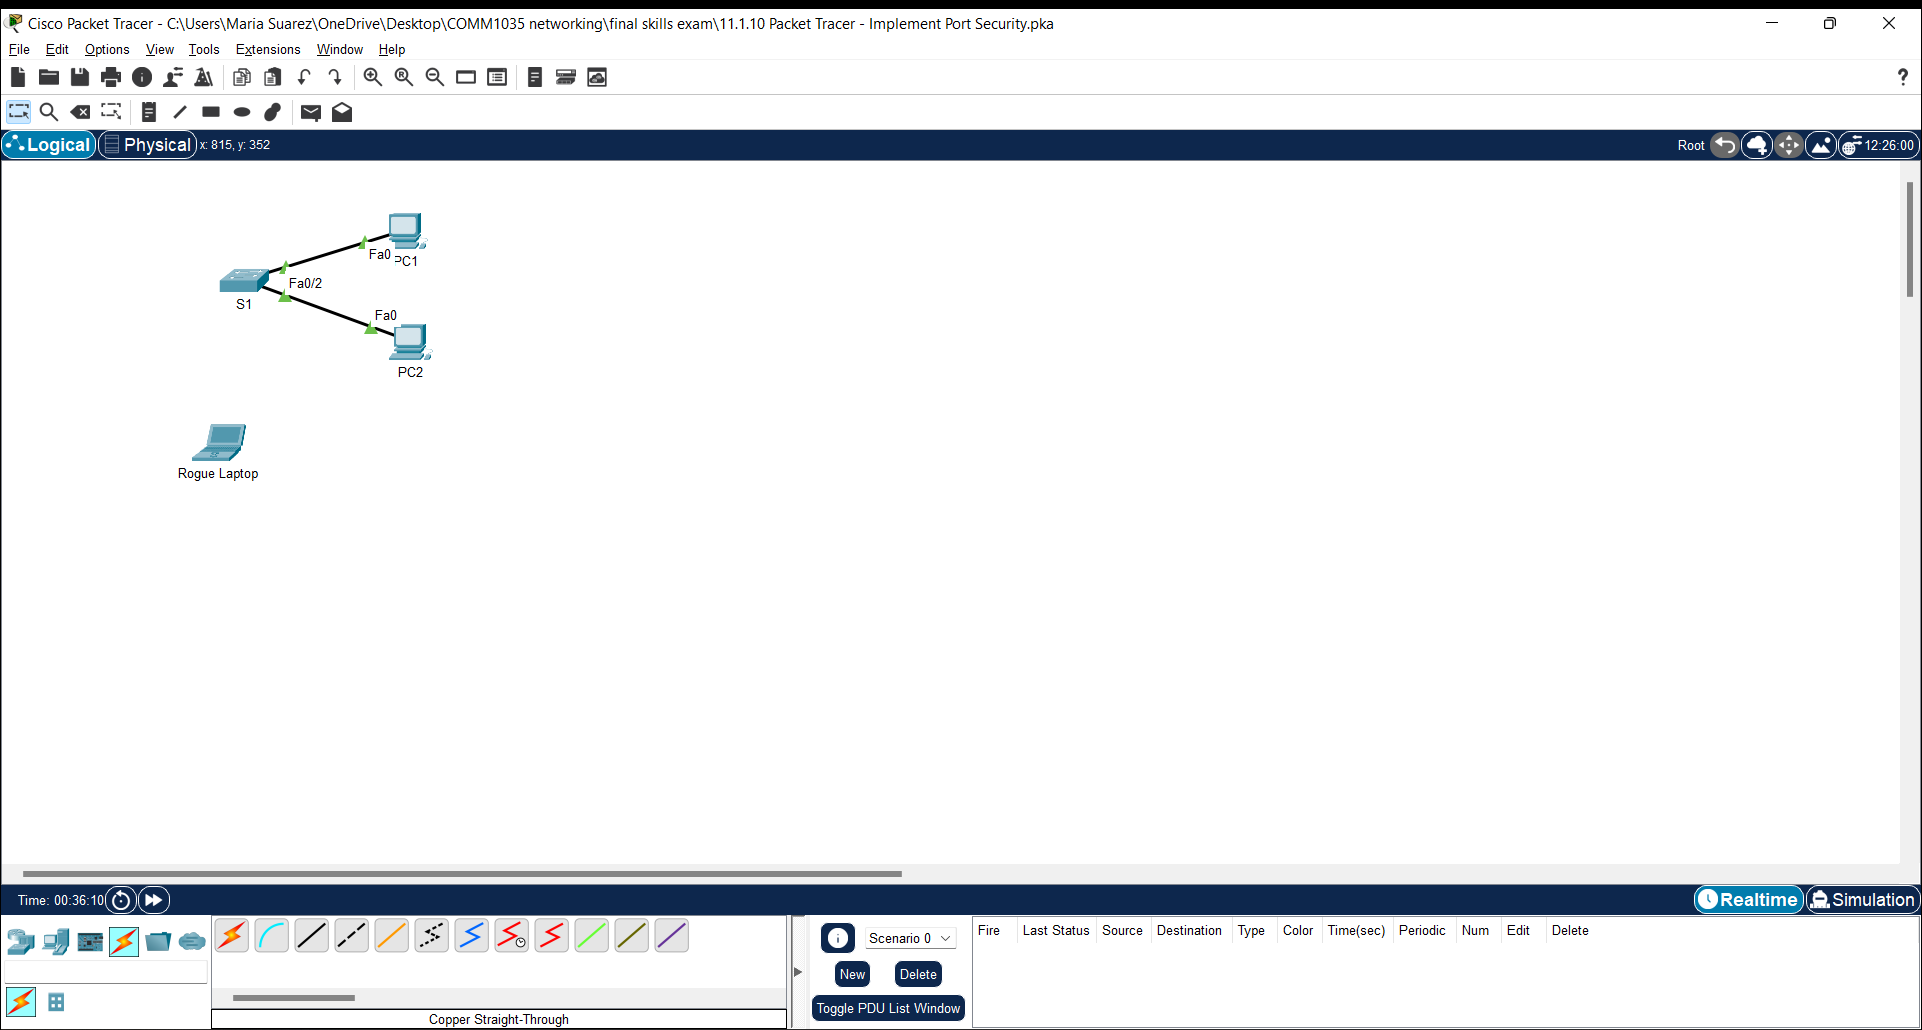 Cisco Packet Tracer - C:\Users\Maria Suarez\OneDrive\Desktop\COMM1035 networking\final skills exam\11.1.10 Packet Tracer - Implement Port Security.pka
File Edit Options View Tools Extensions Window Help
?
Logical Physical x: 815, y: 352 Root 12:26:00
Fa0 PC1
Fa0/2
S1
Fa0
PC2
Rogue Laptop
Time: 00:36:10 Realtime Simulation
Scenario 0 Fire Last Status Source Destination Type Color Time(sec) Periodic Num Edit Delete
New Delete
Toggle PDU List Window
Copper Straight-Through